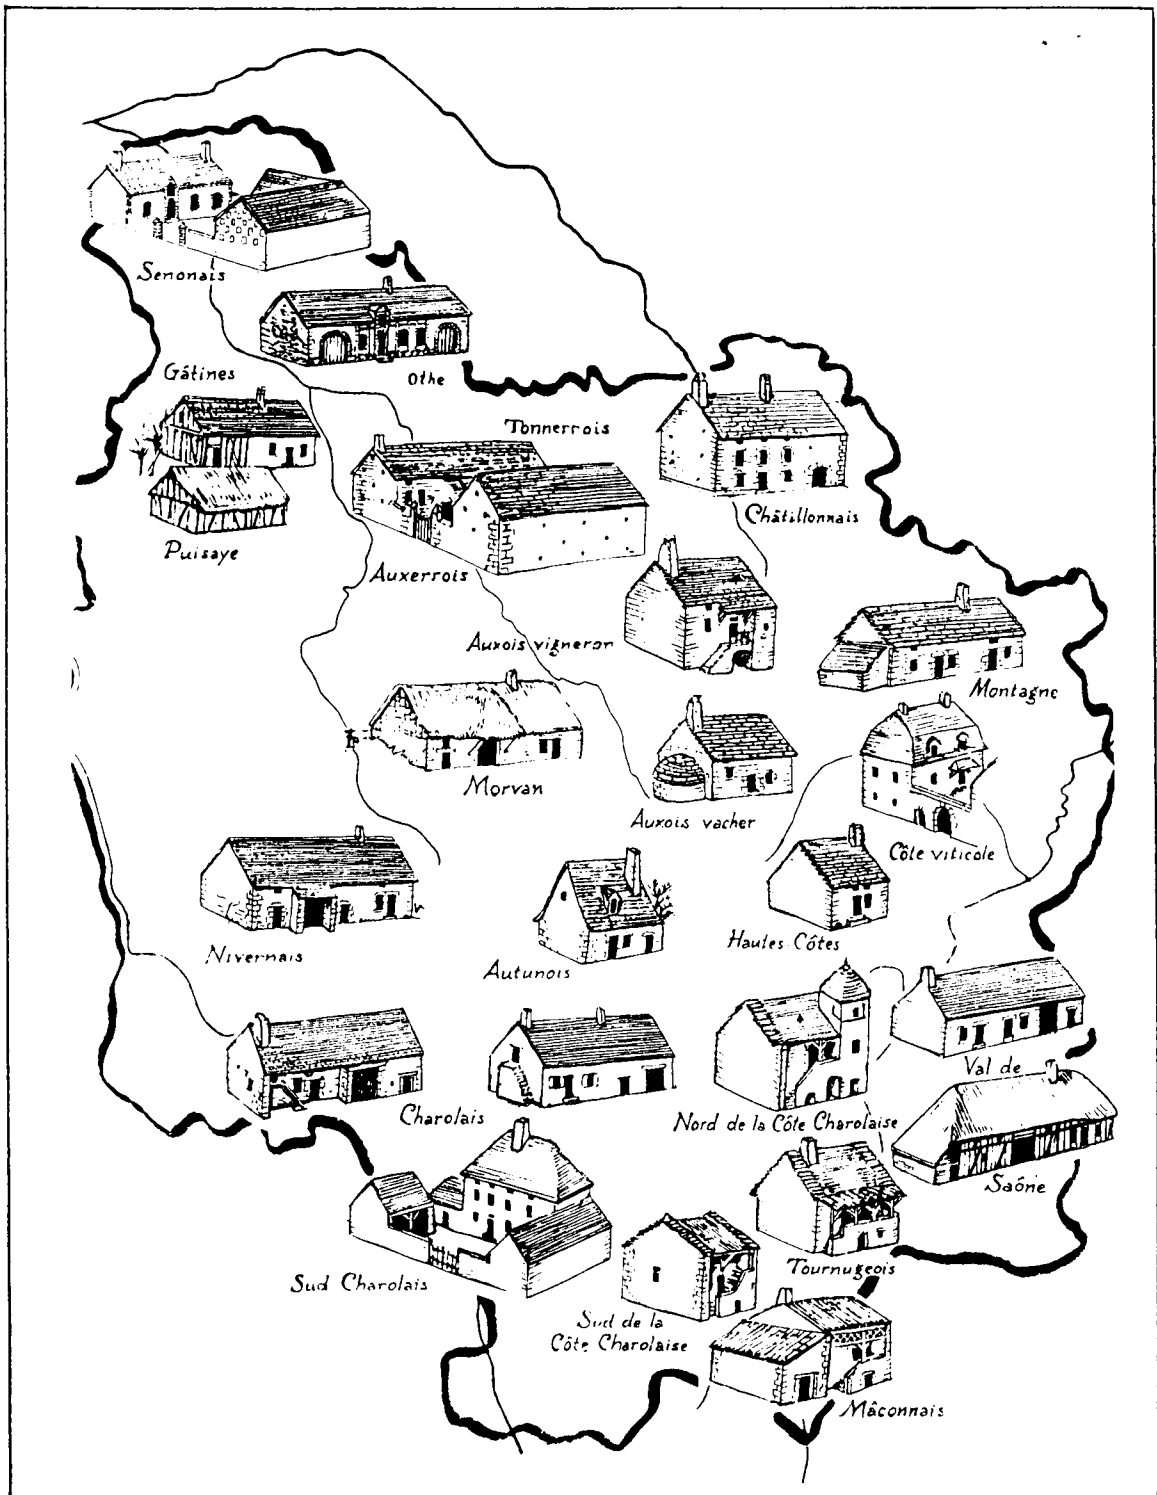 Senonais
Othe
Gâtines
Tonnerrois
Châtillonnais
Puisaye
Auxerrois
Auxois vigneron
Montagne
Morvan
Auxois vacher
Côte viticole
Nivernais
Autunois
Haules Côtes
Charolais
Nord de la Côte Charolaise
Val de
Saône
Sud Charolais
Tournugeois
Sud de la
Côte Charolaise
Mâconnais